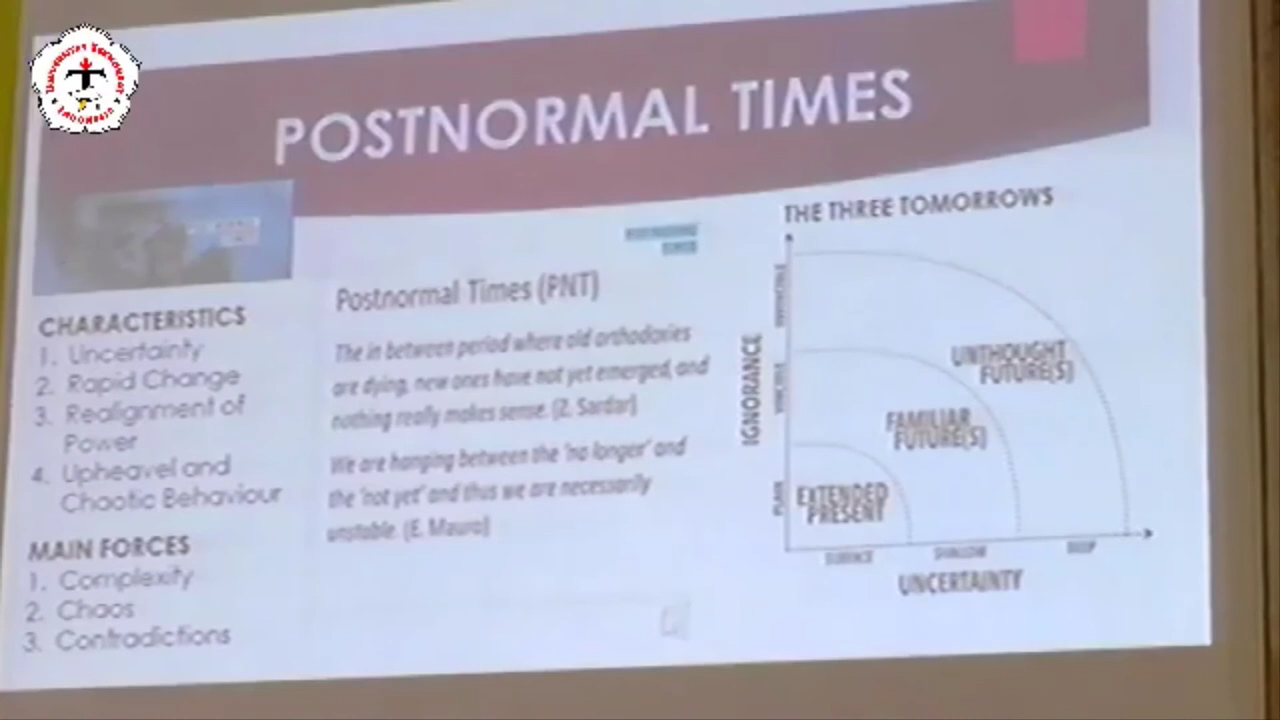 POSTNORMAL TIMES
CHARACTERISTICS
1. Uncertainty
2. Rapid Change
3. Realignment of
Power
4. Upheavel and
Chaotic Behaviour
MAIN FORCES
1. Complexity
2. Chaos
3. Contradictions
Postnormal Times (PNT)
The in between period where old orthodoxies
are dying, new ones have not yet emerged, and
nothing really makes sense. (Z. Sardar)
We are hanging between the 'no longer' and
the 'not yet' and thus we are necessarily
unstable. (E. Mauro)
THE THREE TOMORROWS
IGNORANCE
UNTHOUGHT
FUTURE(S)
FAMILIAR
FUTURE(S)
EXTENDED
PRESENT
SURFACE
SHALLOW
DEEP
UNCERTAINTY